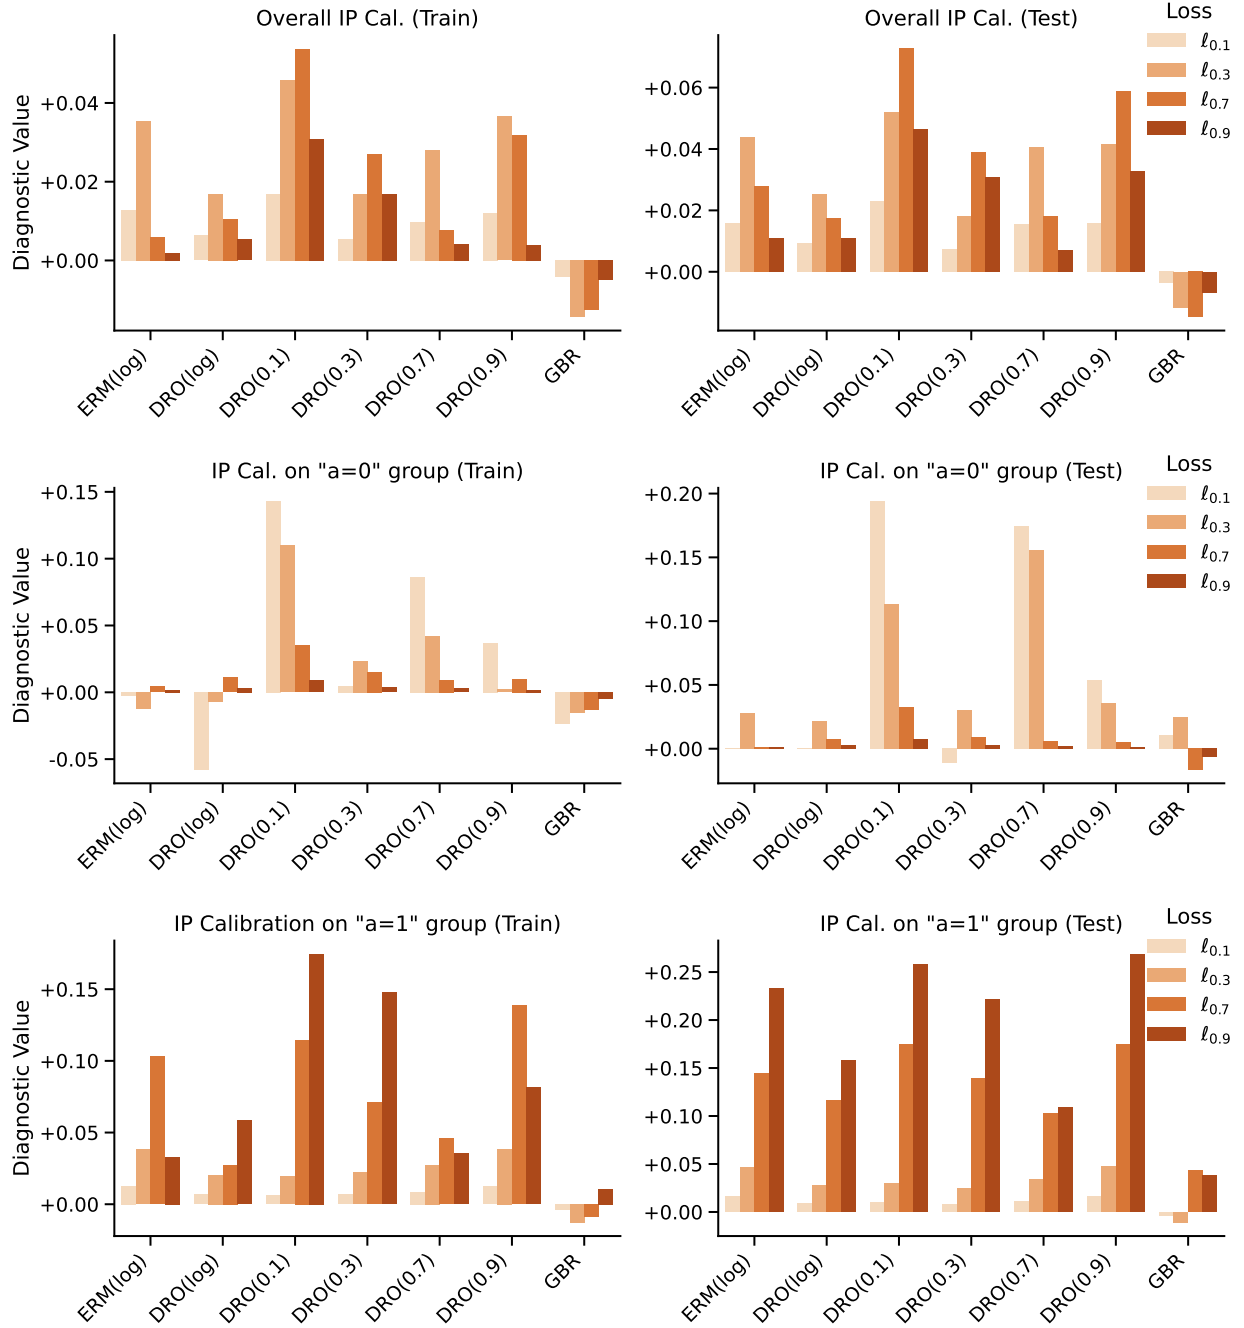 Overall IP Cal. (Train)
Diagnostic Value
+0.04
+0.02
+0.00
ERM(log)
DRO(log)
DRO(0.1)
DRO(0.3)
DRO(0.7)
DRO(0.9)
GBR
Overall IP Cal. (Test)
+0.06
+0.04
+0.02
+0.00
ERM(log)
DRO(log)
DRO(0.1)
DRO(0.3)
DRO(0.7)
DRO(0.9)
GBR
Loss
ℓ0.1
ℓ0.3
ℓ0.7
ℓ0.9
IP Cal. on "a=0" group (Train)
Diagnostic Value
+0.15
+0.10
+0.05
+0.00
-0.05
ERM(log)
DRO(log)
DRO(0.1)
DRO(0.3)
DRO(0.7)
DRO(0.9)
GBR
IP Cal. on "a=0" group (Test)
+0.20
+0.15
+0.10
+0.05
+0.00
ERM(log)
DRO(log)
DRO(0.1)
DRO(0.3)
DRO(0.7)
DRO(0.9)
GBR
Loss
ℓ0.1
ℓ0.3
ℓ0.7
ℓ0.9
IP Calibration on "a=1" group (Train)
Diagnostic Value
+0.15
+0.10
+0.05
+0.00
ERM(log)
DRO(log)
DRO(0.1)
DRO(0.3)
DRO(0.7)
DRO(0.9)
GBR
IP Cal. on "a=1" group (Test)
+0.25
+0.20
+0.15
+0.10
+0.05
+0.00
ERM(log)
DRO(log)
DRO(0.1)
DRO(0.3)
DRO(0.7)
DRO(0.9)
GBR
Loss
ℓ0.1
ℓ0.3
ℓ0.7
ℓ0.9